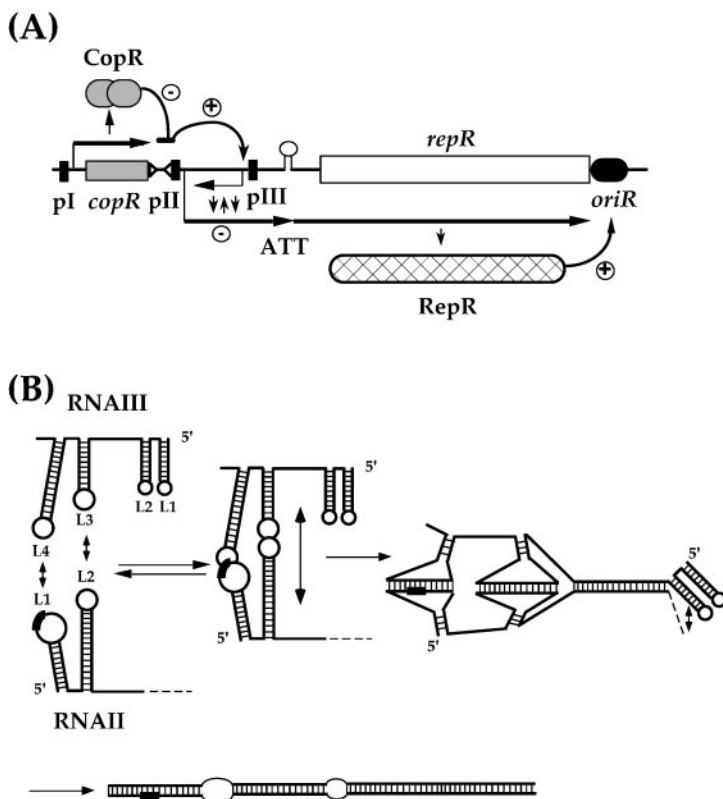 (A)
CopR
-
+
repR
pI copR pII pIII oriR
-
ATT
+
RepR
(B)
RNAIII
5'
5'
L3 L2 L1
L4
L2
L1
5'
5'
5'
5'
RNAII